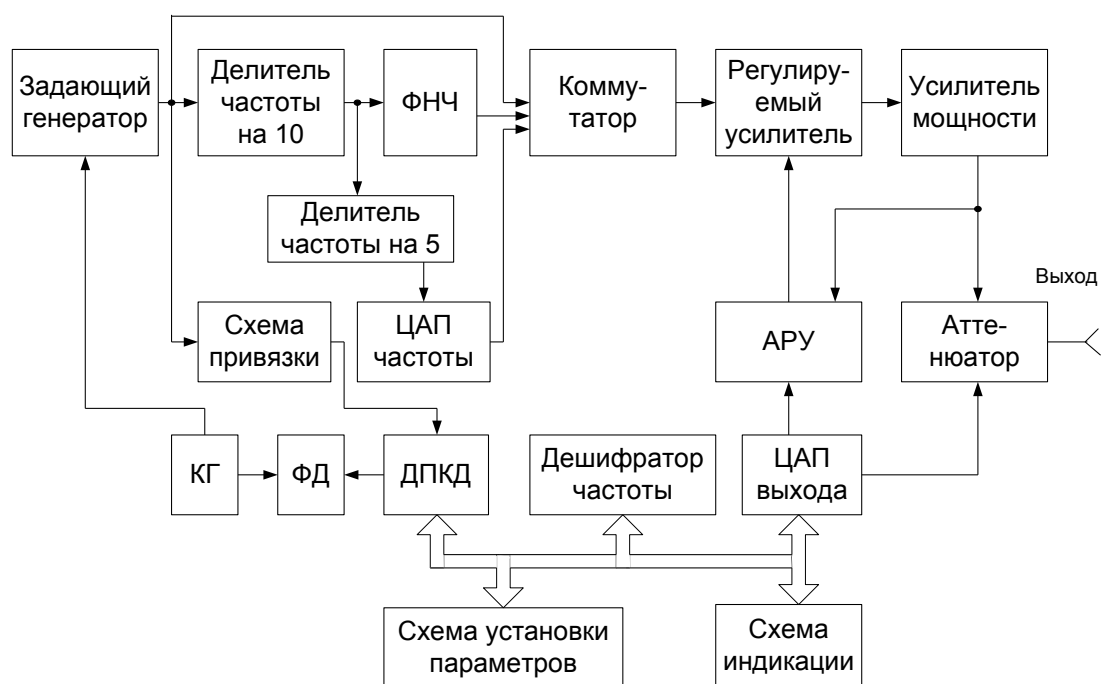 Задающий
генератор
Делитель
частоты
на 10
ФНЧ
Комму-
татор
Регулиру-
емый
усилитель
Усилитель
мощности
Делитель
частоты на 5
Выход
Схема
привязки
ЦАП
частоты
АРУ
Атте-
нюатор
КГ
ФД
ДПКД
Дешифратор
частоты
ЦАП
выхода
Схема установки
параметров
Схема
индикации